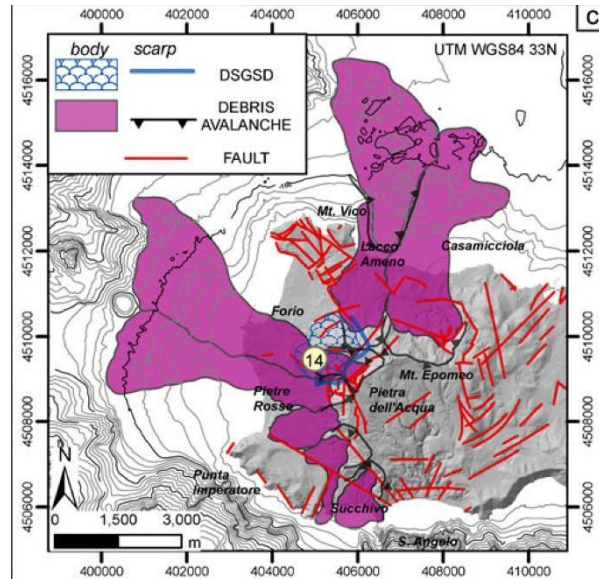 400000 402000 404000 406000 408000 410000
C
body scarp
DSGSD
DEBRIS
AVALANCHE
FAULT
UTM WGS84 33N
4516000
4514000
4512000
4510000
4508000
4506000
Mt. Vico
Lacco
Ameno
Casamicciola
Forio
14
Mt. Epomeo
Pietre
Rosse
Pietra
dell'Acqua
Punta
Imperatore
Succhivo
S. Angelo
N
0 1,500 3,000
m
4516000
4514000
4512000
4510000
4508000
4506000
400000 402000 404000 406000 408000 410000